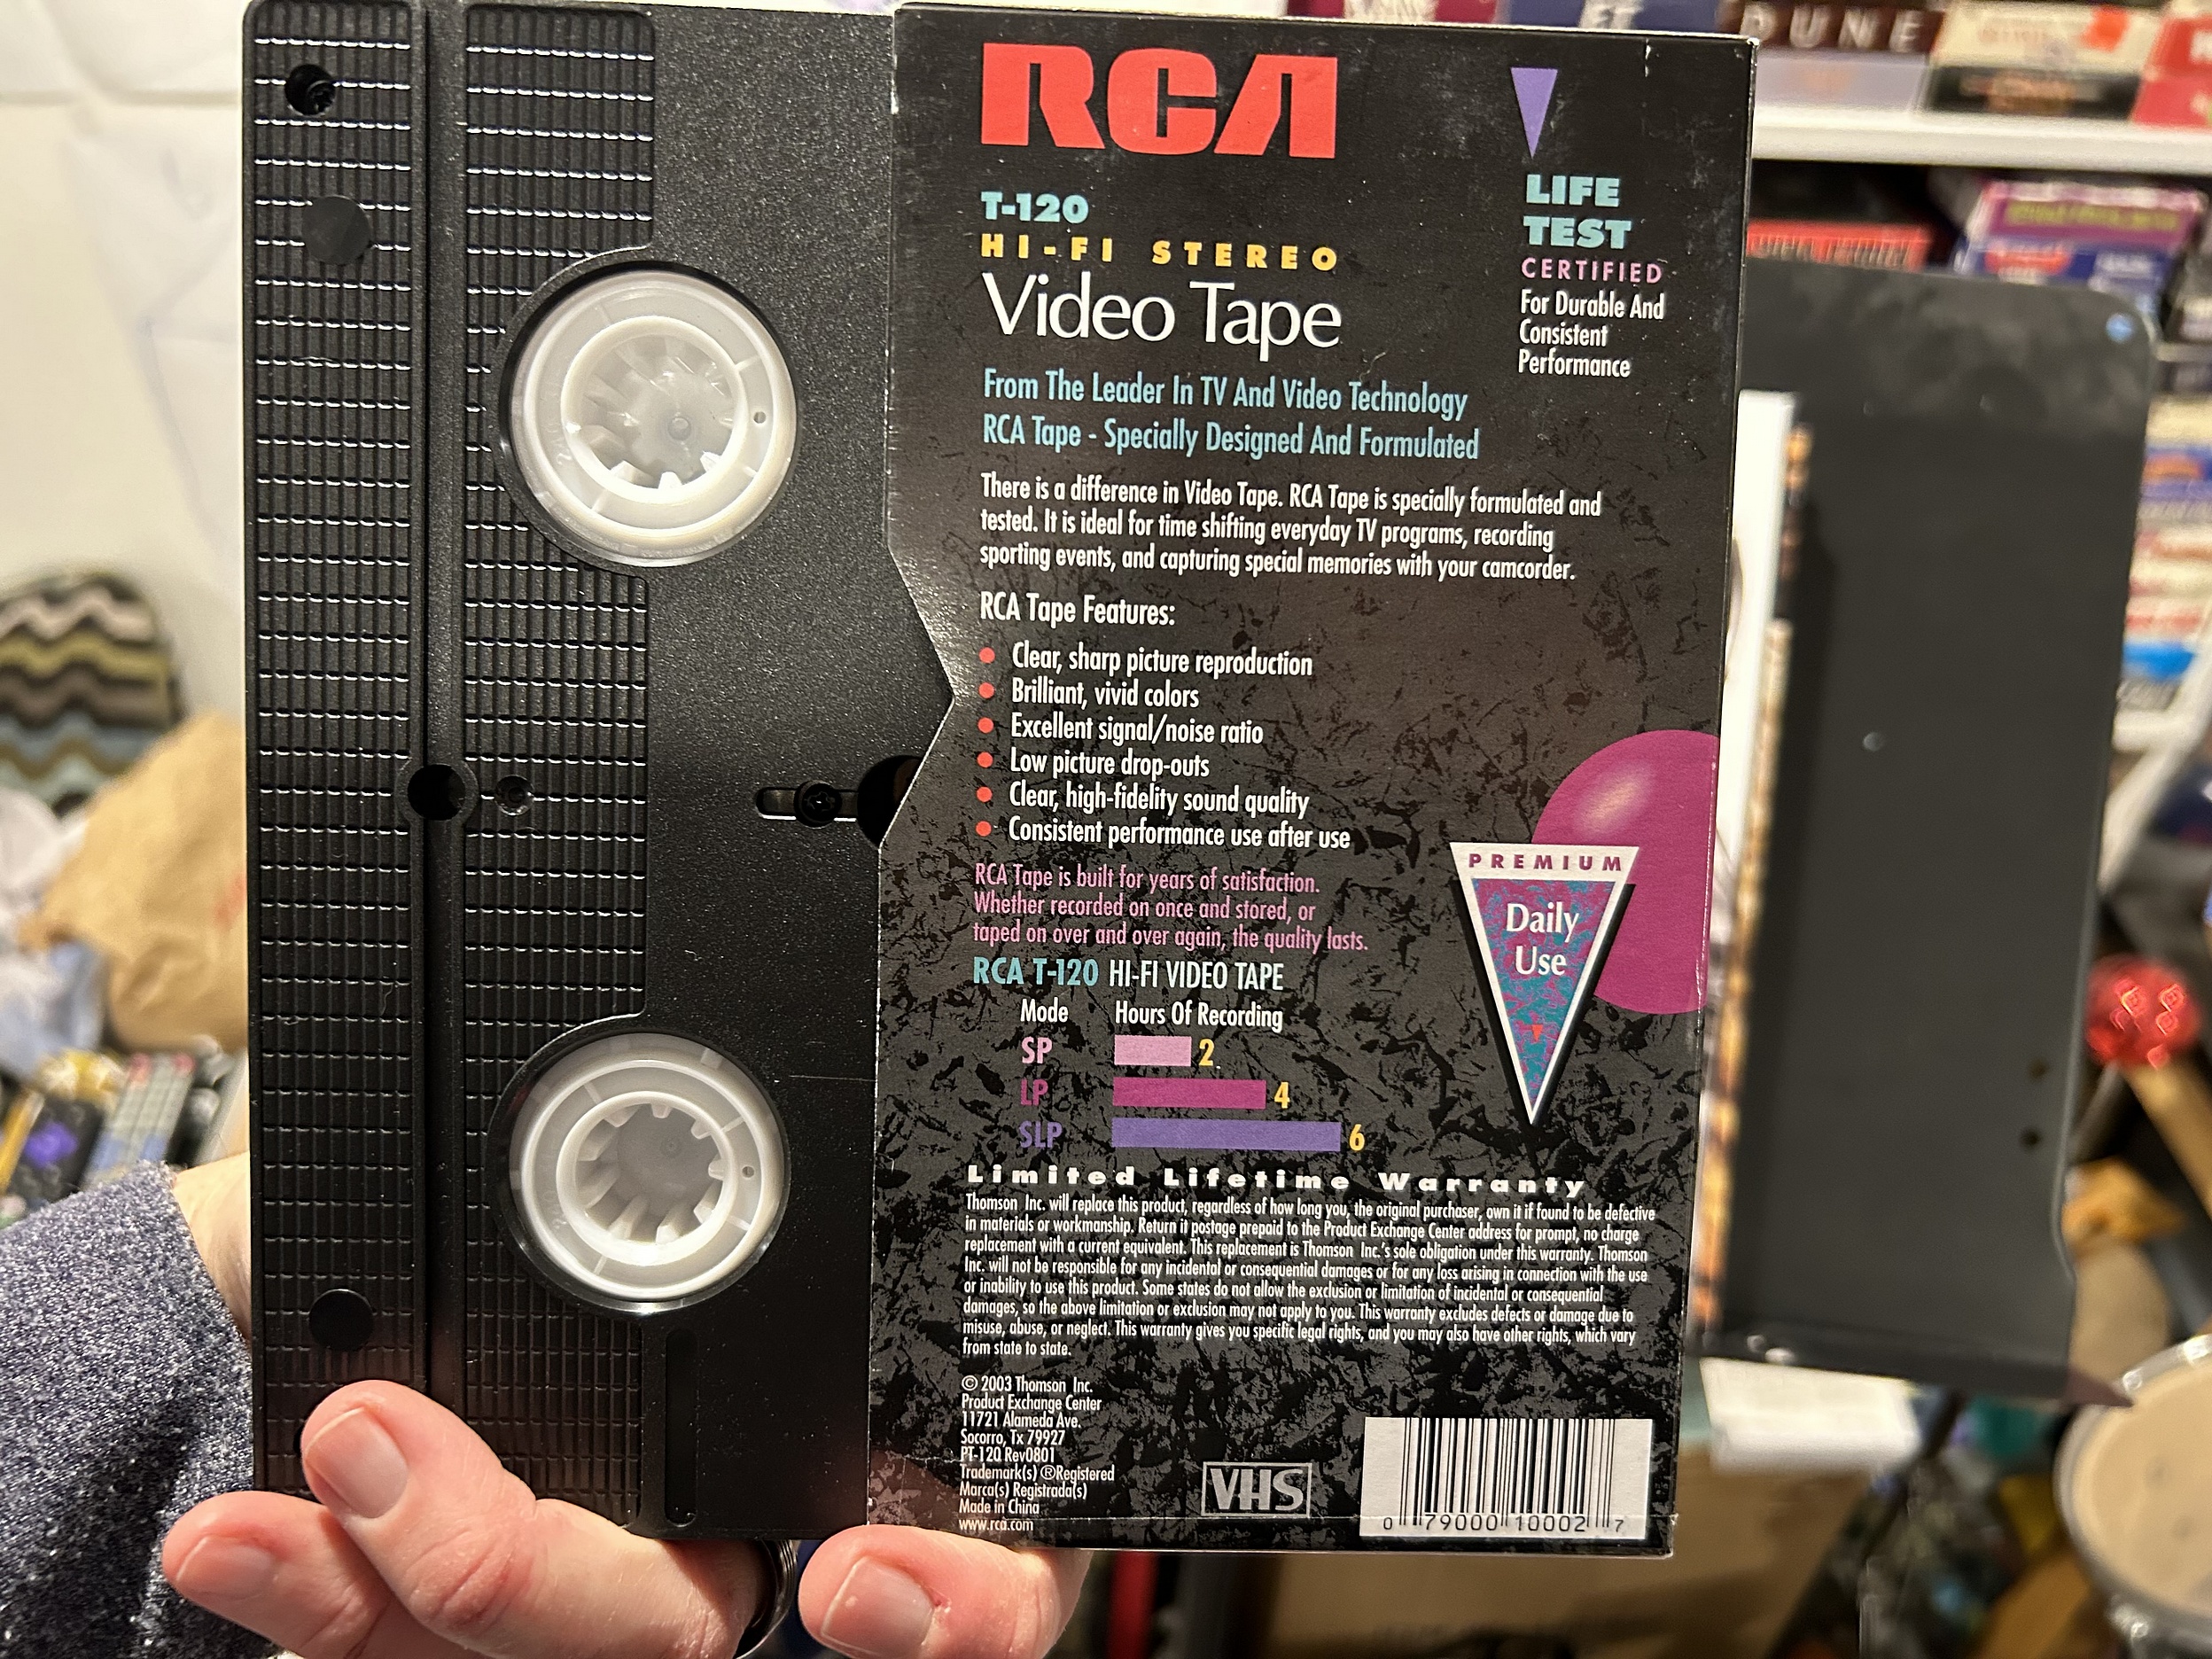 DUNE
RCA
T-120
HI-FI STEREO
Video Tape
LIFE
TEST
CERTIFIED
For Durable And
Consistent
Performance
From The Leader In TV And Video Technology
RCA Tape - Specially Designed And Formulated
There is a difference in Video Tape. RCA Tape is specially formulated and
tested. It is ideal for time shifting everyday TV programs, recording
sporting events, and capturing special memories with your camcorder.
RCA Tape Features:
Clear, sharp picture reproduction
Brilliant, vivid colors
Excellent signal/noise ratio
Low picture drop-outs
Clear, high-fidelity sound quality
Consistent performance use after use
RCA Tape is built for years of satisfaction.
Whether recorded on once and stored, or
taped on over and over again, the quality lasts.
PREMIUM
Daily
Use
RCA T-120 HI-FI VIDEO TAPE
Mode Hours Of Recording
SP 2
LP 4
SLP 6
Limited Lifetime Warranty
Thomson Inc. will replace this product, regardless of how long you, the original purchaser, own it if found to be defective
in materials or workmanship. Return it postage prepaid to the Product Exchange Center address for prompt, no charge
replacement with a current equivalent. This replacement is Thomson Inc.'s sole obligation under this warranty. Thomson
Inc. will not be responsible for any incidental or consequential damages or for any loss arising in connection with the use
or inability to use this product. Some states do not allow the exclusion or limitation of incidental or consequential
damages, so the above limitation or exclusion may not apply to you. This warranty excludes defects or damage due to
misuse, abuse, or neglect. This warranty gives you specific legal rights, and you may also have other rights, which vary
from state to state.
© 2003 Thomson Inc.
Product Exchange Center
11721 Alameda Ave.
Socorro, Tx 79927
PT-120 Rev0801
Trademark(s) ®Registered
Marca(s) Registrada(s)
Made in China
www.rca.com
VHS
0 79000 10002 7